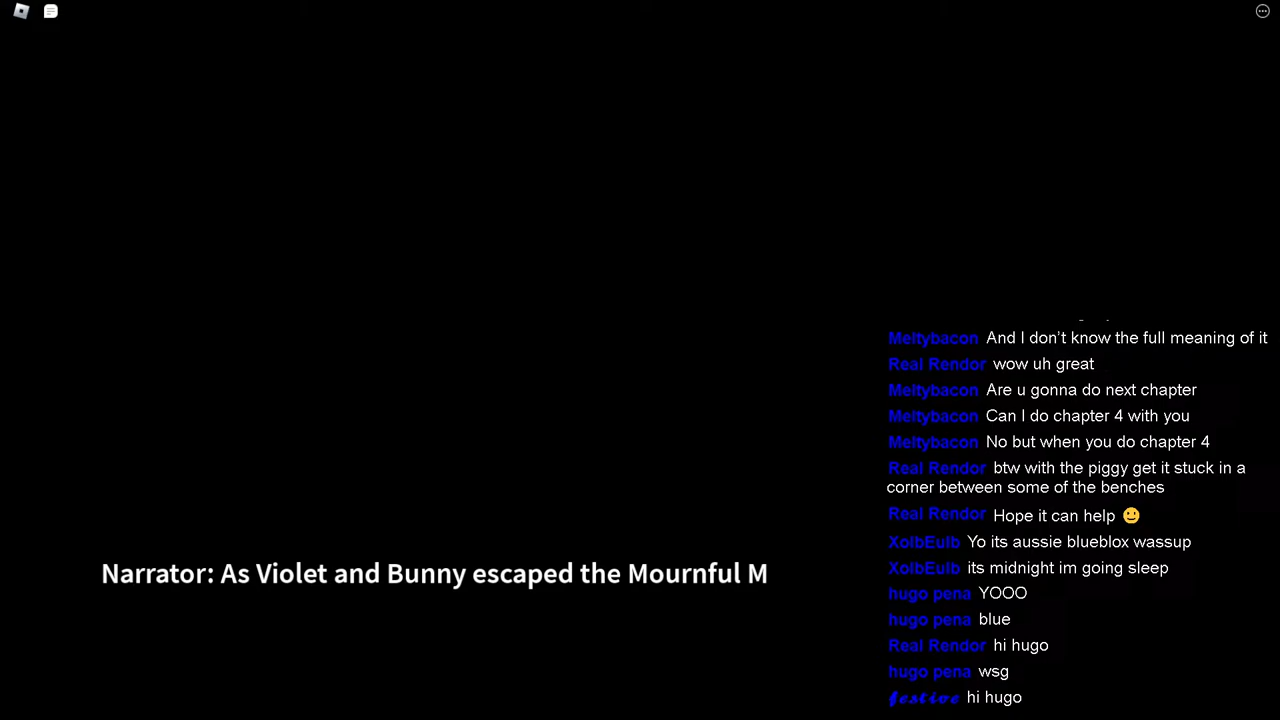 Meltybacon And I don’t know the full meaning of it
Real Rendor wow uh great
Meltybacon Are u gonna do next chapter
Meltybacon Can I do chapter 4 with you
Meltybacon No but when you do chapter 4
Real Rendor btw with the piggy get it stuck in a
corner between some of the benches
Real Rendor Hope it can help 🙂
XolbEulb Yo its aussie blueblox wassup
XolbEulb its midnight im going sleep
Narrator: As Violet and Bunny escaped the Mournful M
hugo pena YOOO
hugo pena blue
Real Rendor hi hugo
hugo pena wsg
𝓯𝓮𝓼𝓽𝓲𝓿𝓮 hi hugo